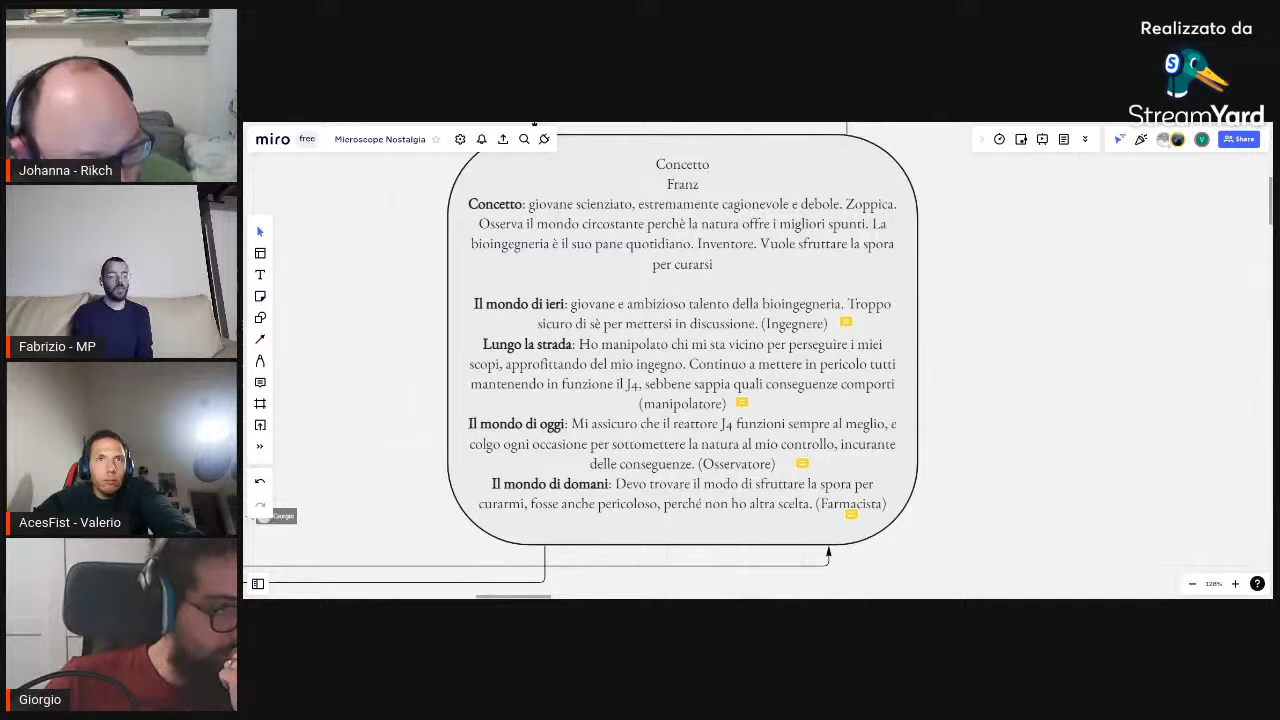 Realizzato da
S
StreamYard
Johanna - Rikch
Fabrizio - MP
AcesFist - Valerio
Giorgio
miro
free
Microscope Nostalgia
V
Share
Concetto
Franz
Concetto: giovane scienziato, estremamente cagionevole e debole. Zoppica.
Osserva il mondo circostante perchè la natura offre i migliori spunti. La
bioingegneria è il suo pane quotidiano. Inventore. Vuole sfruttare la spora
per curarsi
Il mondo di ieri: giovane e ambizioso talento della bioingegneria. Troppo
sicuro di sè per mettersi in discussione. (Ingegnere)
Lungo la strada: Ho manipolato chi mi sta vicino per perseguire i miei
scopi, approfittando del mio ingegno. Continuo a mettere in pericolo tutti
mantenendo in funzione il J4, sebbene sappia quali conseguenze comporti
(manipolatore)
Il mondo di oggi: Mi assicuro che il reattore J4 funzioni sempre al meglio, e
colgo ogni occasione per sottomettere la natura al mio controllo, incurante
delle conseguenze. (Osservatore)
Il mondo di domani: Devo trovare il modo di sfruttare la spora per
curarmi, fosse anche pericoloso, perché non ho altra scelta. (Farmacista)
Giorgio
128%
?